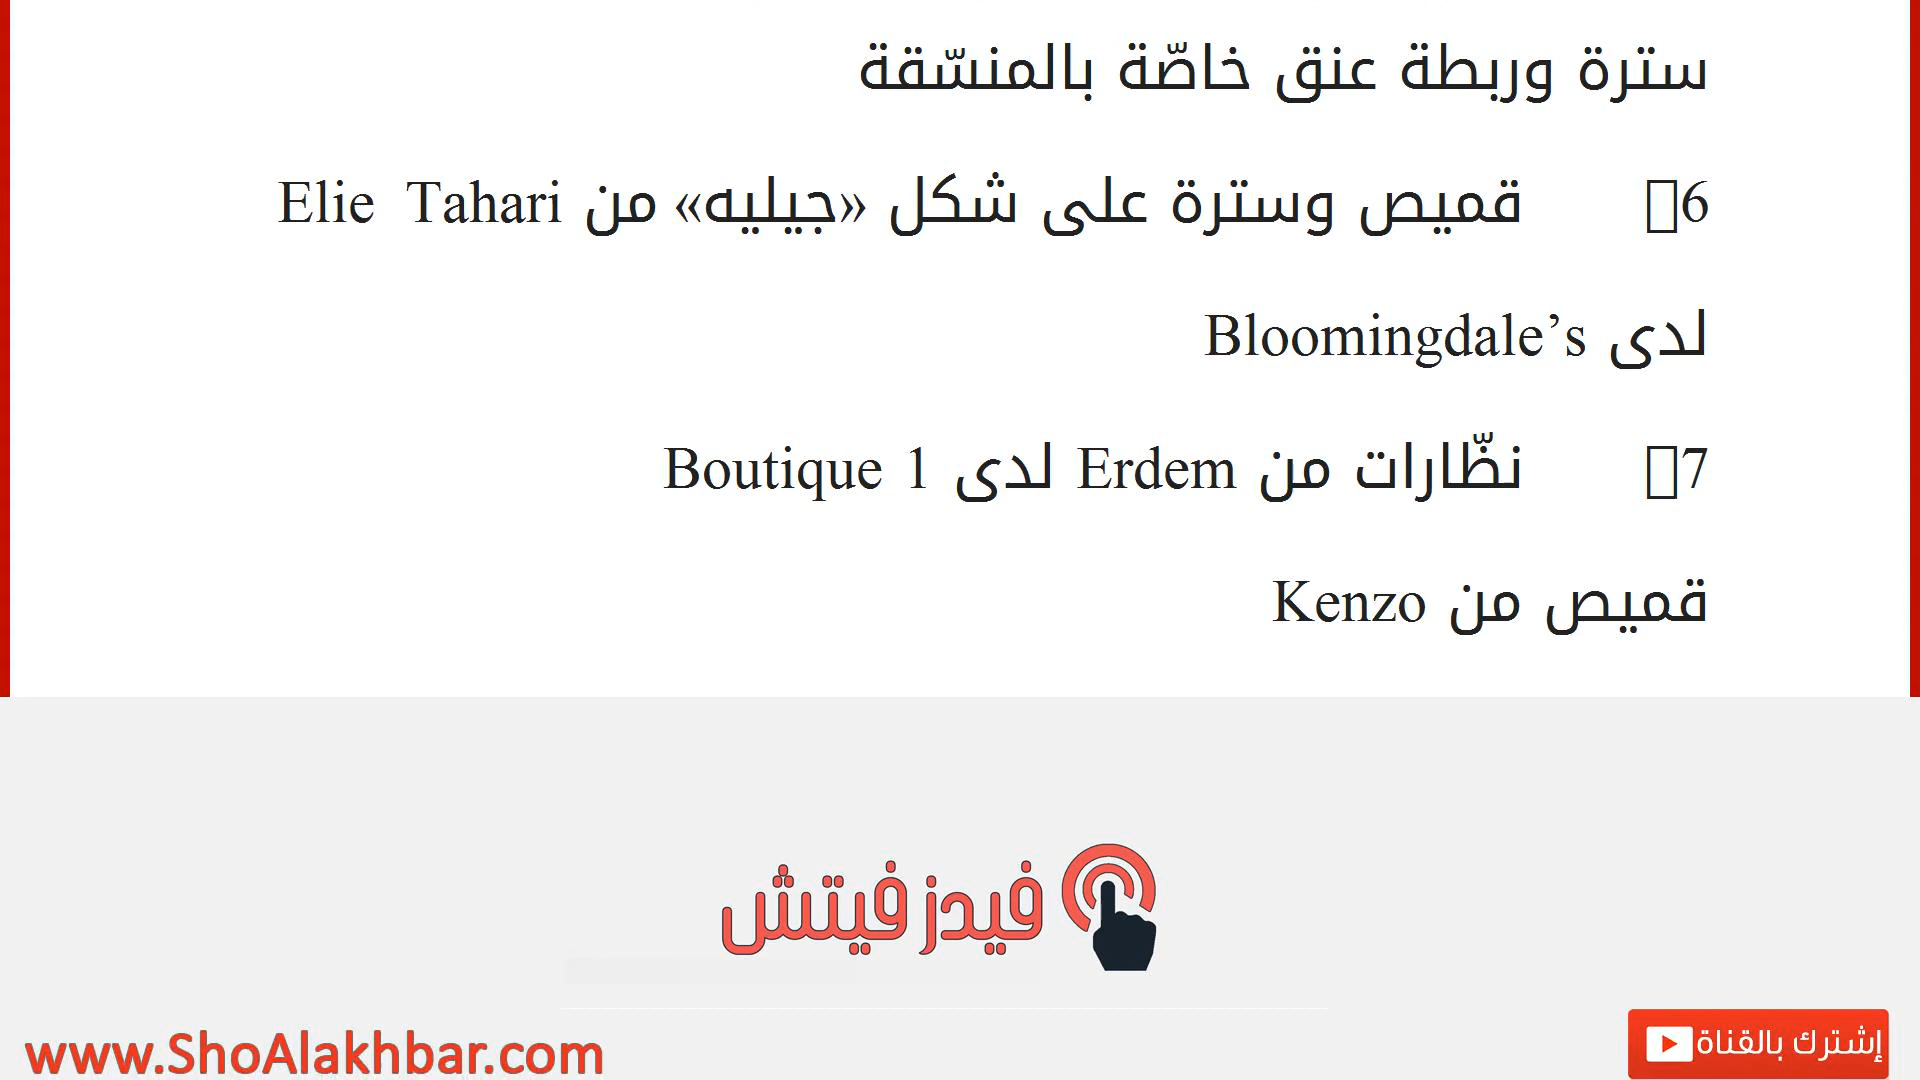 سترة وربطة عنق خاصّة بالمنسّقة
6 قميص وسترة على شكل «جيليه» من Elie Tahari
لدى Bloomingdale’s
7 نظّارات من Erdem لدى Boutique 1
قميص من Kenzo
فيدز فيتش
www.ShoAlakhbar.com
إشترك بالقناة